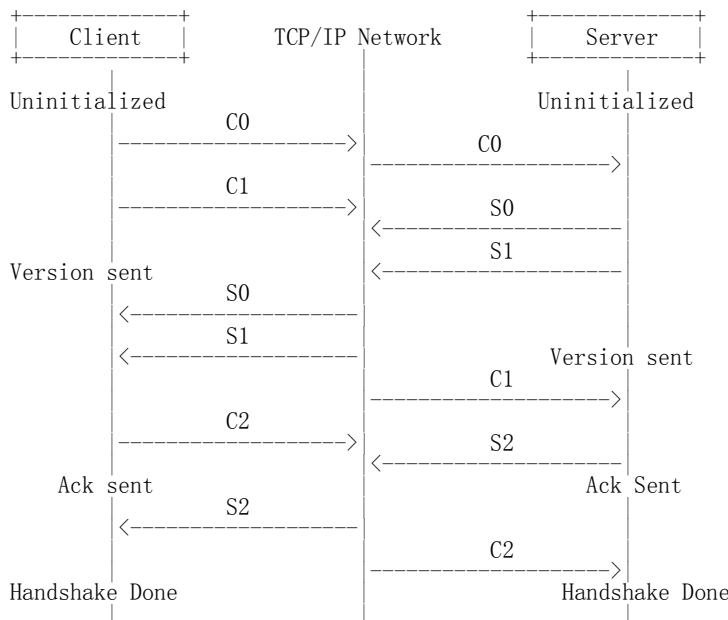 Client TCP/IP Network Server
Uninitialized Uninitialized
C0
C0
C1
S0
S1
Version sent
S0
S1
Version sent
C1
C2
S2
Ack sent Ack Sent
S2
C2
Handshake Done Handshake Done